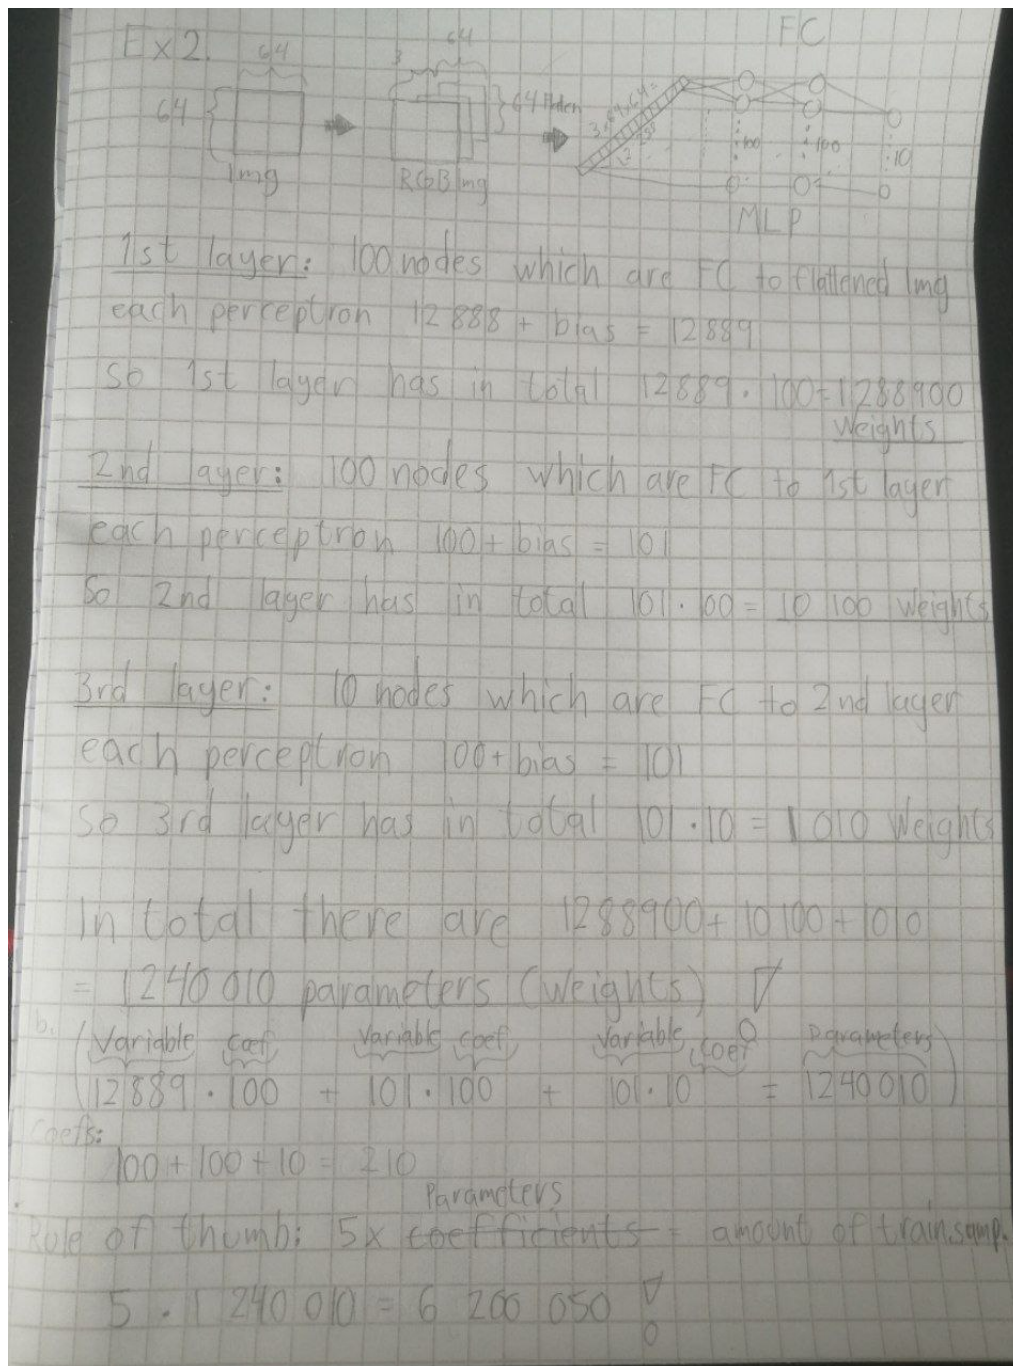 Ex 2.
64
64
Img
3
64
64
RGB Img
FC
3·64·64=
100
100
10
MLP
1st layer: 100 nodes which are FC to flattened Img
each perceptron 12888 + bias = 12889
So 1st layer has in total 12889 · 100 = 1288900
Weights
2nd layer: 100 nodes which are FC to 1st layer
each perceptron 100 + bias = 101
So 2nd layer has in total 101 · 100 = 10 100 Weights
3rd layer: 10 nodes which are FC to 2nd layer
each perceptron 100 + bias = 101
So 3rd layer has in total 101 · 10 = 1 010 Weights
In total there are 1288900 + 10100 + 1010
= 1240010 parameters (weights)
b.
Variable Coef. Variable Coef. Variable Coef Parameters
(12889 · 100 + 101 · 100 + 101 · 10 = 1240010)
Coefs:
100 + 100 + 10 = 210
Parameters
Rule of thumb: 5x coefficients = amount of train.samp.
5 · 1 240 010 = 6 200 050